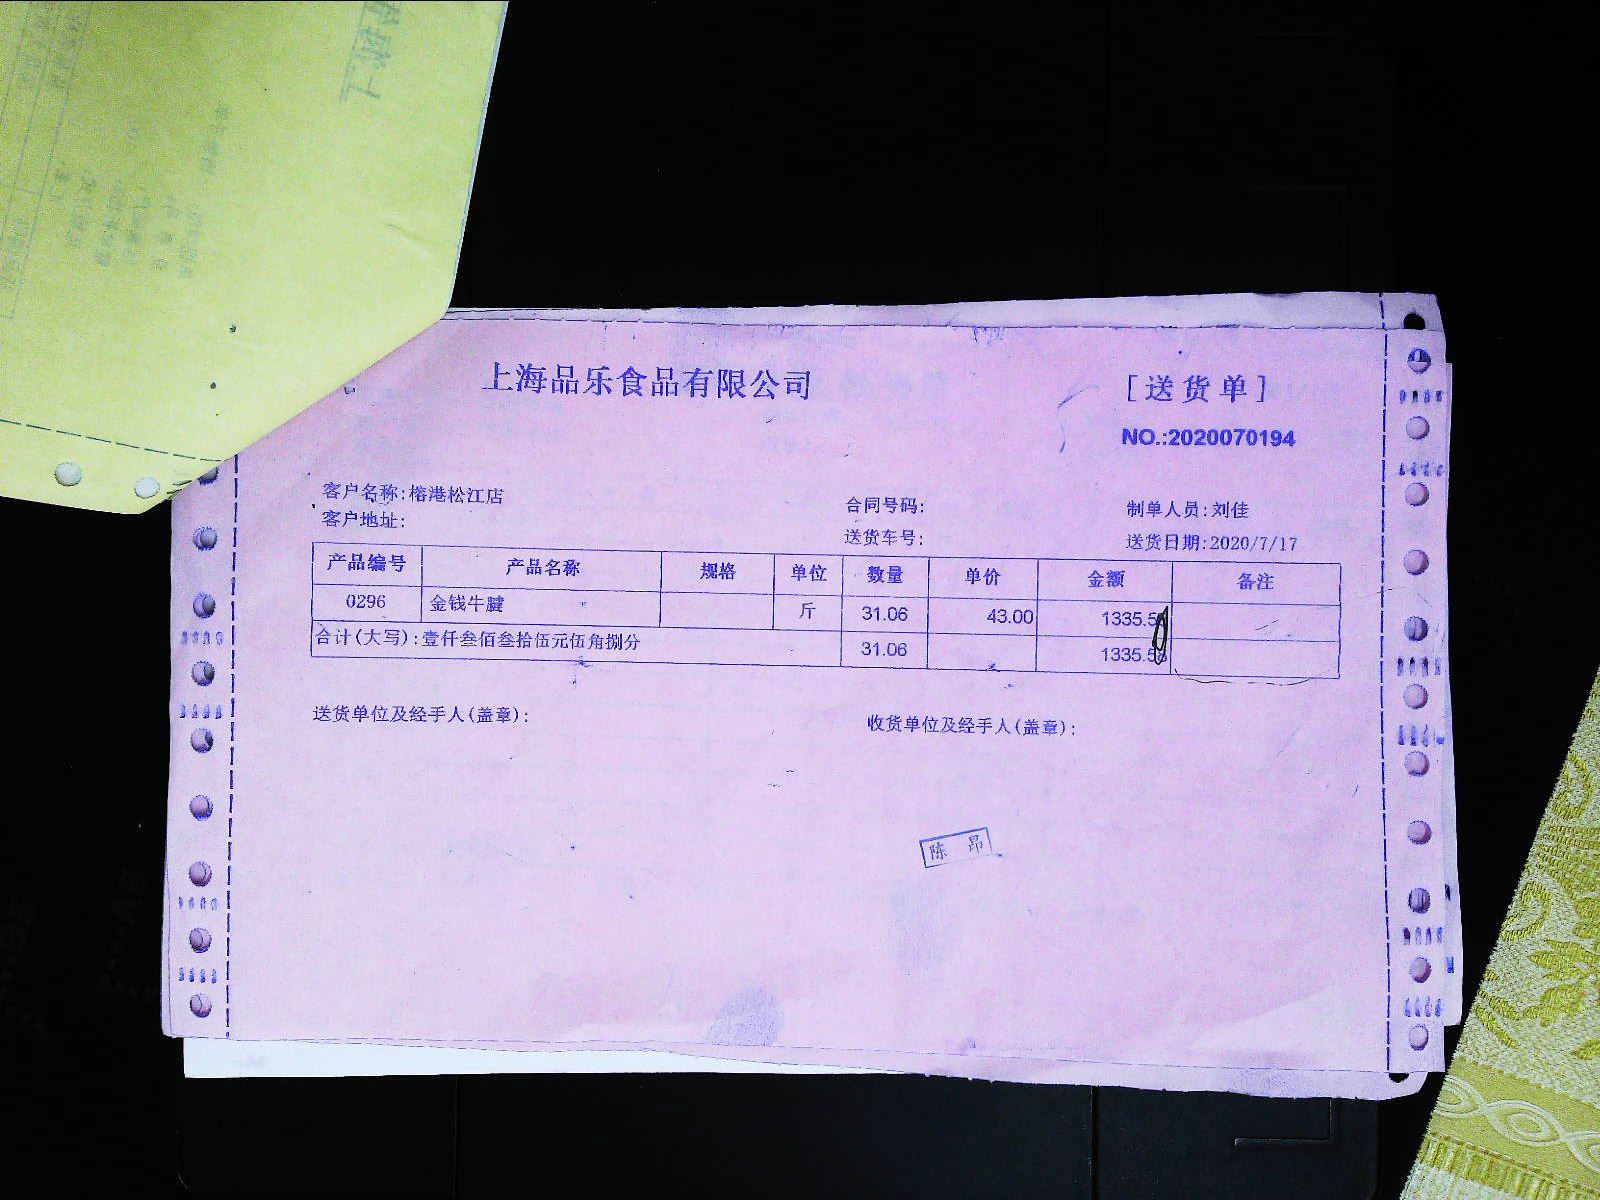 上海品乐食品有限公司
[送货单]
NO.:2020070194
客户名称:榕港松江店
客户地址:
合同号码:
送货车号:
制单人员:刘佳
送货日期:2020/7/17
产品编号 产品名称 规格 单位 数量 单价 金额 备注
0296 金钱牛腱 斤 31.06 43.00 1335.58
合计(大写):壹仟叁佰叁拾伍元伍角捌分 31.06 1335.58
送货单位及经手人(盖章):
收货单位及经手人(盖章):
陈昂